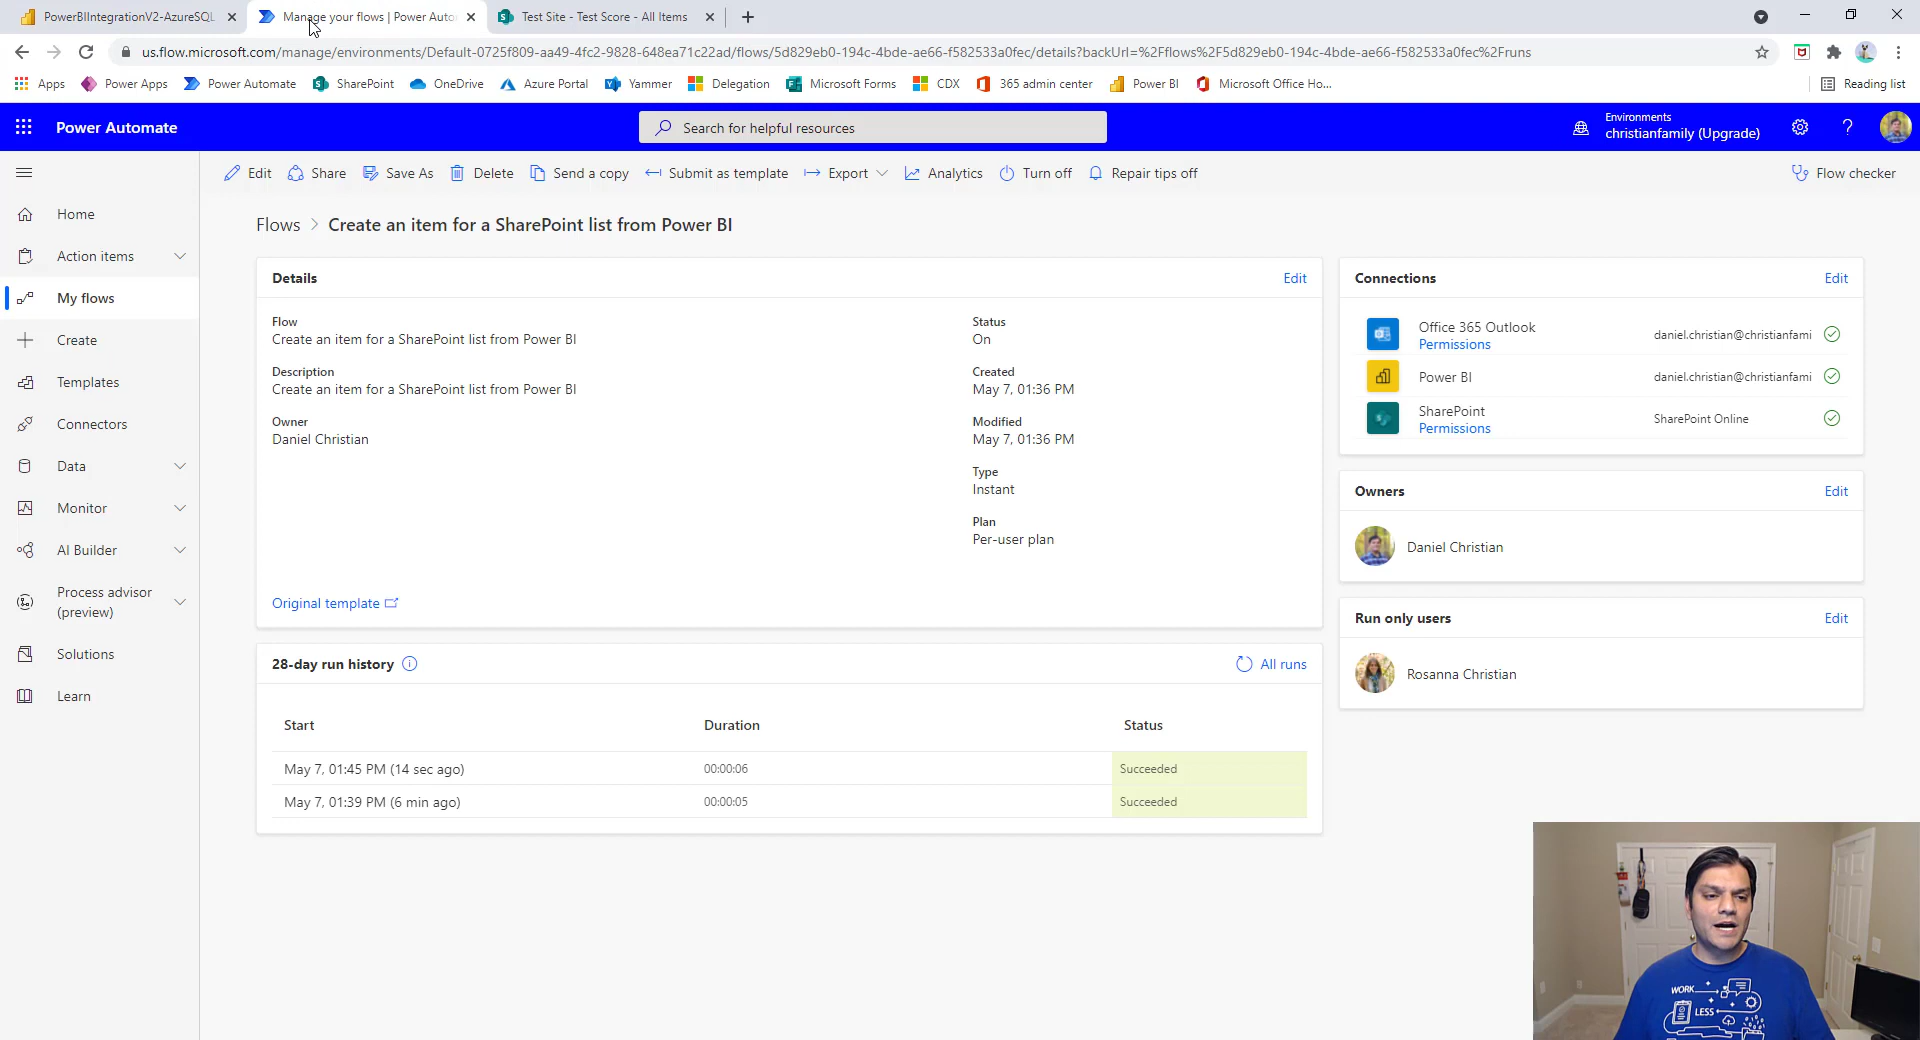 PowerBIIntegrationV2-AzureSQL
Manage your flows | Power Auto
Test Site - Test Score - All Items
us.flow.microsoft.com/manage/environments/Default-0725f809-aa49-4fc2-9828-648ea71c22ad/flows/5d829eb0-194c-4bde-ae66-f582533a0fec/details?backUrl=%2Fflows%2F5d829eb0-194c-4bde-ae66-f582533a0fec%2Fruns
Apps
Power Apps
Power Automate
SharePoint
OneDrive
Azure Portal
Yammer
Delegation
Microsoft Forms
CDX
365 admin center
Power BI
Microsoft Office Ho...
Reading list
Power Automate
Search for helpful resources
Environments
christianfamily (Upgrade)
?
Edit
Share
Save As
Delete
Send a copy
Submit as template
Export
Analytics
Turn off
Repair tips off
Flow checker
Home
Action items
My flows
Create
Templates
Connectors
Data
Monitor
AI Builder
Process advisor
(preview)
Solutions
Learn
Flows > Create an item for a SharePoint list from Power BI
Details
Edit
Flow
Create an item for a SharePoint list from Power BI
Description
Create an item for a SharePoint list from Power BI
Owner
Daniel Christian
Status
On
Created
May 7, 01:36 PM
Modified
May 7, 01:36 PM
Type
Instant
Plan
Per-user plan
Original template
28-day run history
All runs
Start Duration Status
May 7, 01:45 PM (14 sec ago) 00:00:06 Succeeded
May 7, 01:39 PM (6 min ago) 00:00:05 Succeeded
Connections
Edit
Office 365 Outlook
Permissions
daniel.christian@christianfami
Power BI
daniel.christian@christianfami
SharePoint
Permissions
SharePoint Online
Owners
Edit
Daniel Christian
Run only users
Edit
Rosanna Christian
WORK
LESS